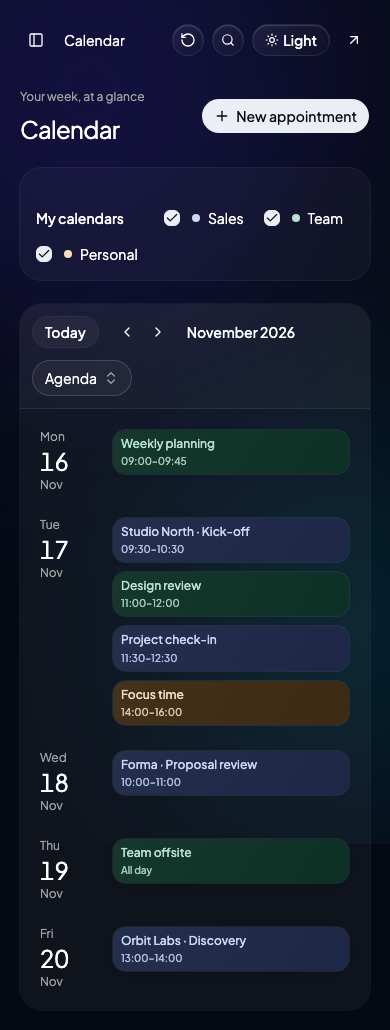 Calendar
Light
Your week, at a glance
Calendar
+ New appointment
My calendars
Sales
Team
Personal
Today
November 2026
Agenda
Mon
16
Nov
Weekly planning
09:00–09:45
Tue
17
Nov
Studio North · Kick-off
09:30–10:30
Design review
11:00–12:00
Project check-in
11:30–12:30
Focus time
14:00–16:00
Wed
18
Nov
Forma · Proposal review
10:00–11:00
Thu
19
Nov
Team offsite
All day
Fri
20
Nov
Orbit Labs · Discovery
13:00–14:00